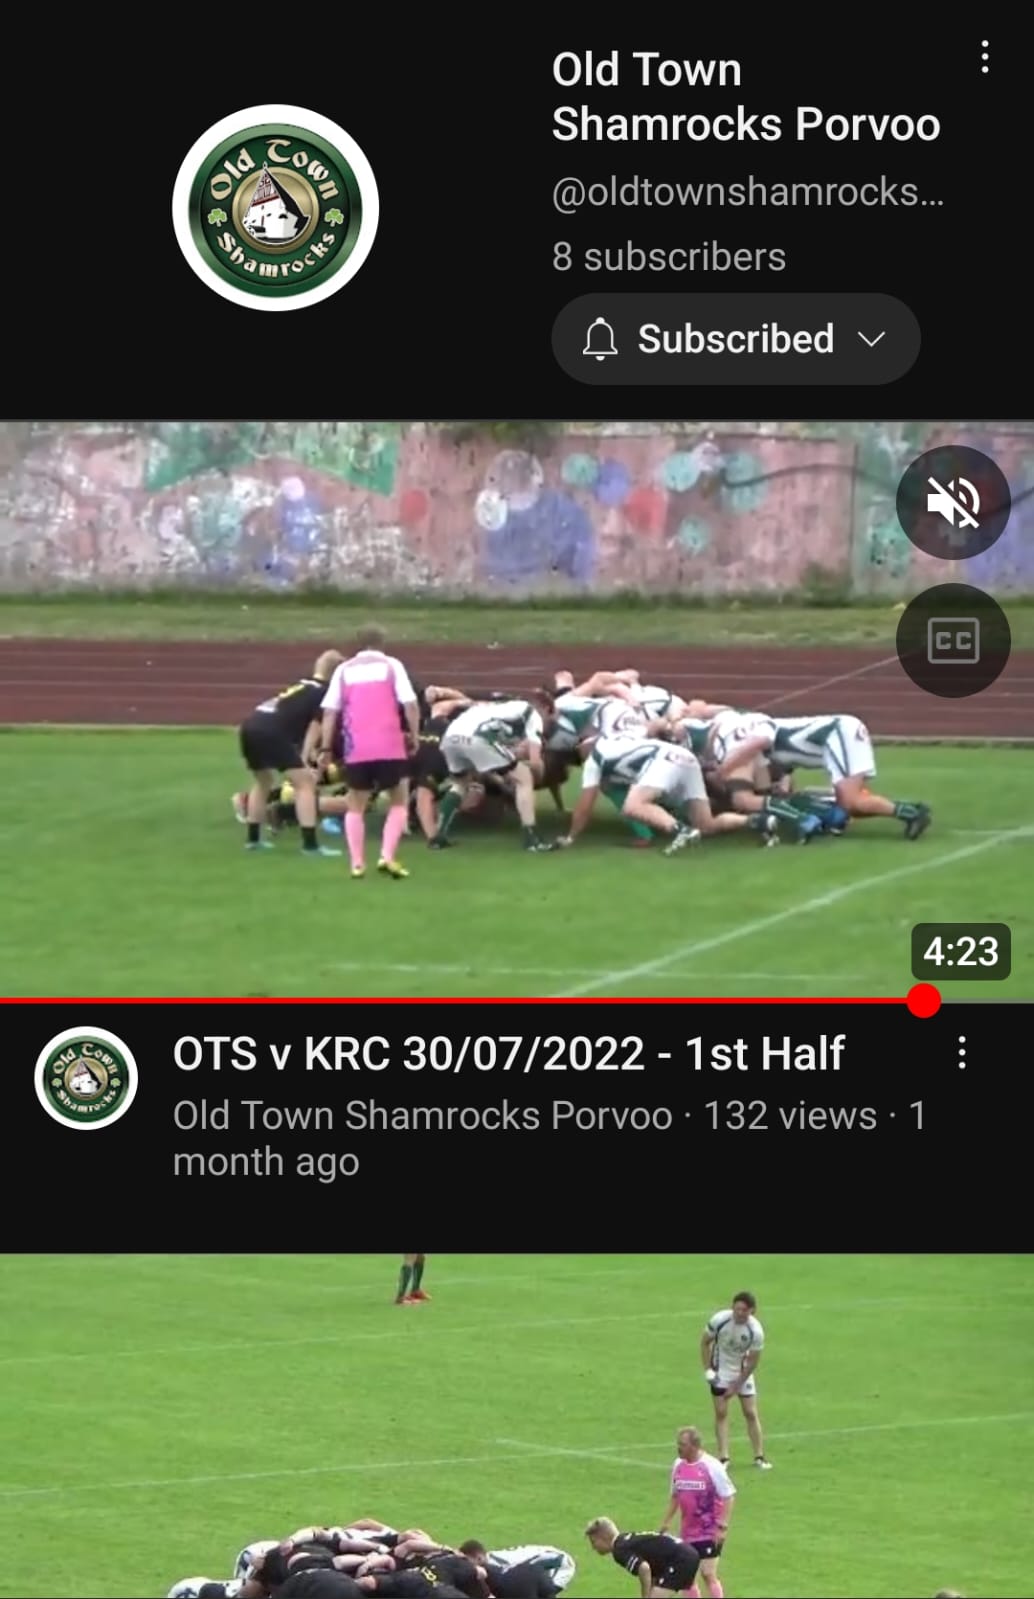 Old Town
Shamrocks Porvoo
@oldtownshamrocks...
8 subscribers
Subscribed
Old Town
Shamrocks
CC
4:23
OTS v KRC 30/07/2022 - 1st Half
Old Town Shamrocks Porvoo · 132 views · 1
month ago
Old Town
Shamrocks